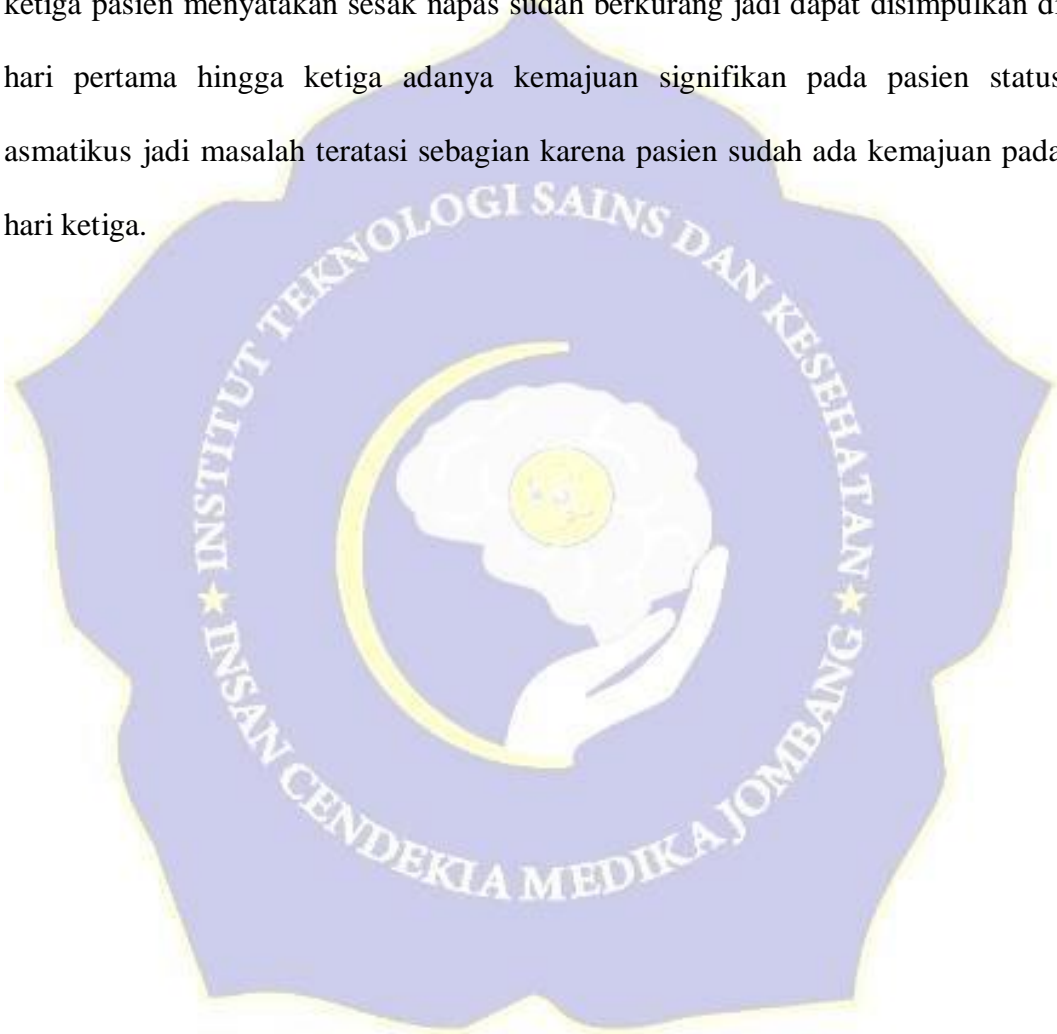 ketiga pasien menyatakan sesak napas sudah berkurang jadi dapat disimpulkan di
hari pertama hingga ketiga adanya kemajuan signifikan pada pasien status
asmatikus jadi masalah teratasi sebagian karena pasien sudah ada kemajuan pada
hari ketiga.
INSTITUT TEKNOLOGI SAINS DAN KESEHATAN
INSAN CENDEKIA MEDIKA JOMBANG